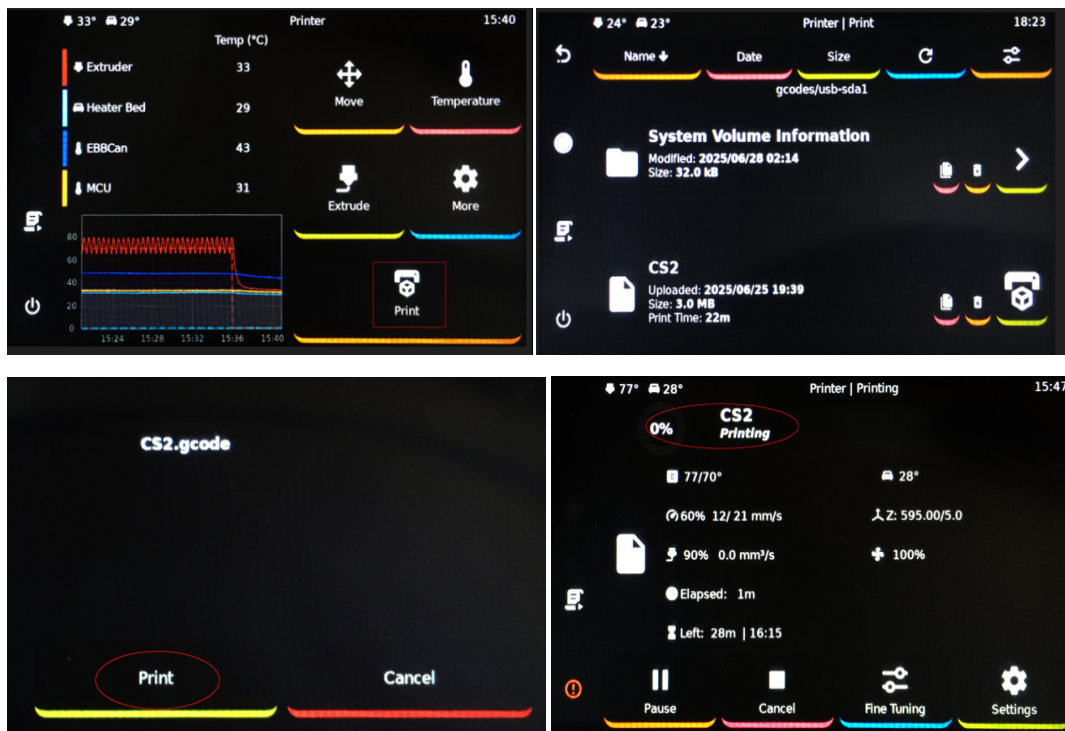 33° 29° Printer 15:40
Temp (°C)
Extruder 33
Heater Bed 29
EBBCan 43
MCU 31
80
60
40
20
0
15:24 15:28 15:32 15:36 15:40
Move Temperature
Extrude More
Print
24° 23° Printer | Print 18:23
Name Date Size
gcodes/usb-sda1
System Volume Information
Modified: 2025/06/28 02:14
Size: 32.0 kB
CS2
Uploaded: 2025/06/25 19:39
Size: 3.0 MB
Print Time: 22m
CS2.gcode
Print Cancel
77° 28° Printer | Printing 15:47
0% CS2
Printing
77/70° 28°
60% 12/ 21 mm/s Z: 595.00/5.0
90% 0.0 mm³/s 100%
Elapsed: 1m
Left: 28m | 16:15
Pause Cancel Fine Tuning Settings